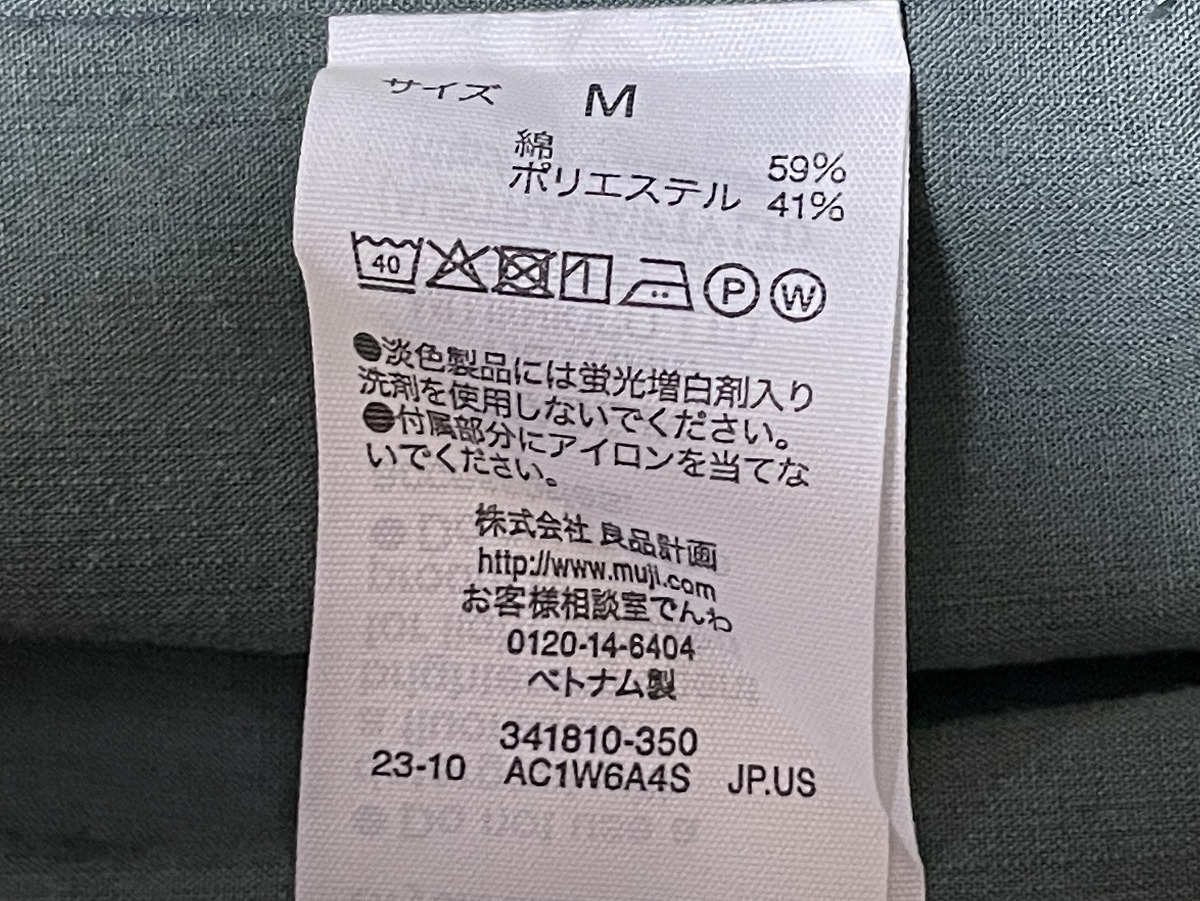 サイズ M
綿 59%
ポリエステル 41%
40 P W
●淡色製品には蛍光増白剤入り
洗剤を使用しないでください。
●付属部分にアイロンを当てな
いでください。
株式会社 良品計画
http://www.muji.com
お客様相談室でんわ
0120-14-6404
ベトナム製
341810-350
23-10 AC1W6A4S JP.US